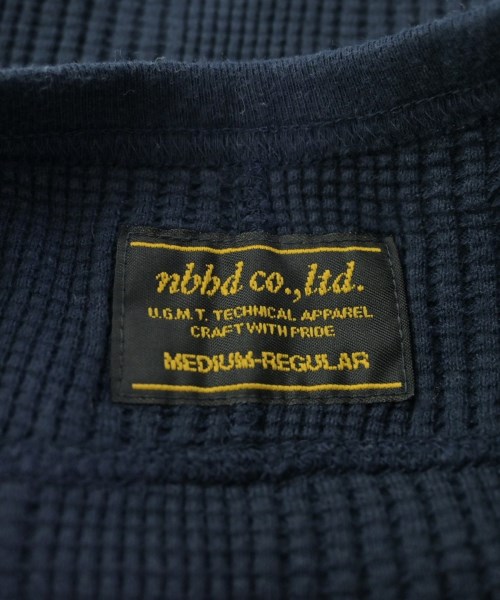 nbhd co.,ltd.
U.G.M.T. TECHNICAL APPAREL
CRAFT WITH PRIDE
MEDIUM-REGULAR